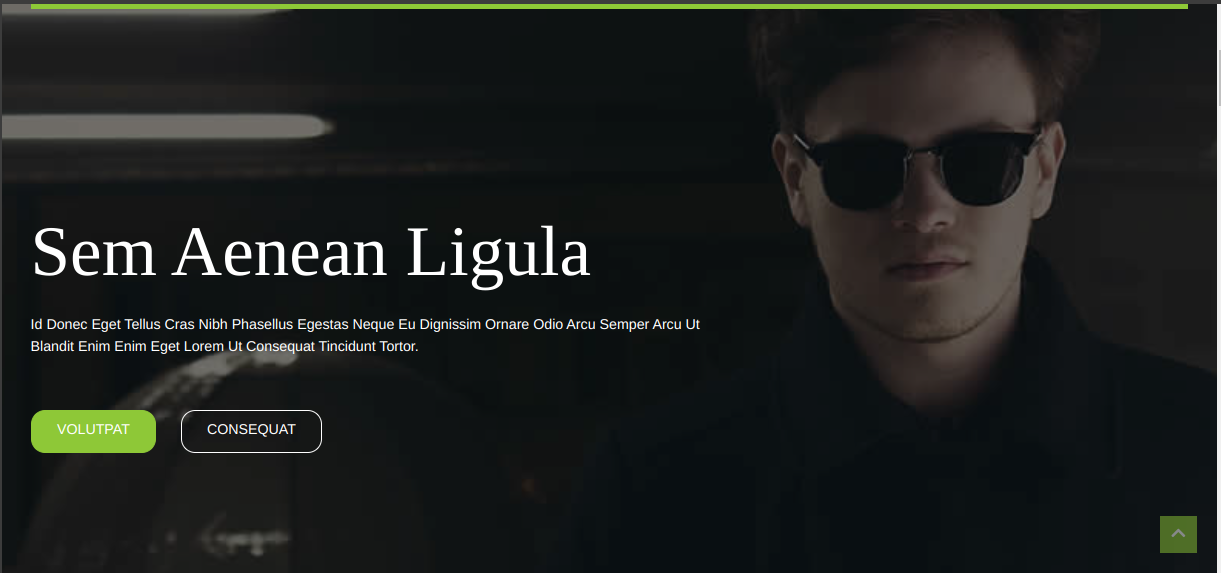 Sem Aenean Ligula
Id Donec Eget Tellus Cras Nibh Phasellus Egestas Neque Eu Dignissim Ornare Odio Arcu Semper Arcu Ut
Blandit Enim Enim Eget Lorem Ut Consequat Tincidunt Tortor.
VOLUTPAT
CONSEQUAT